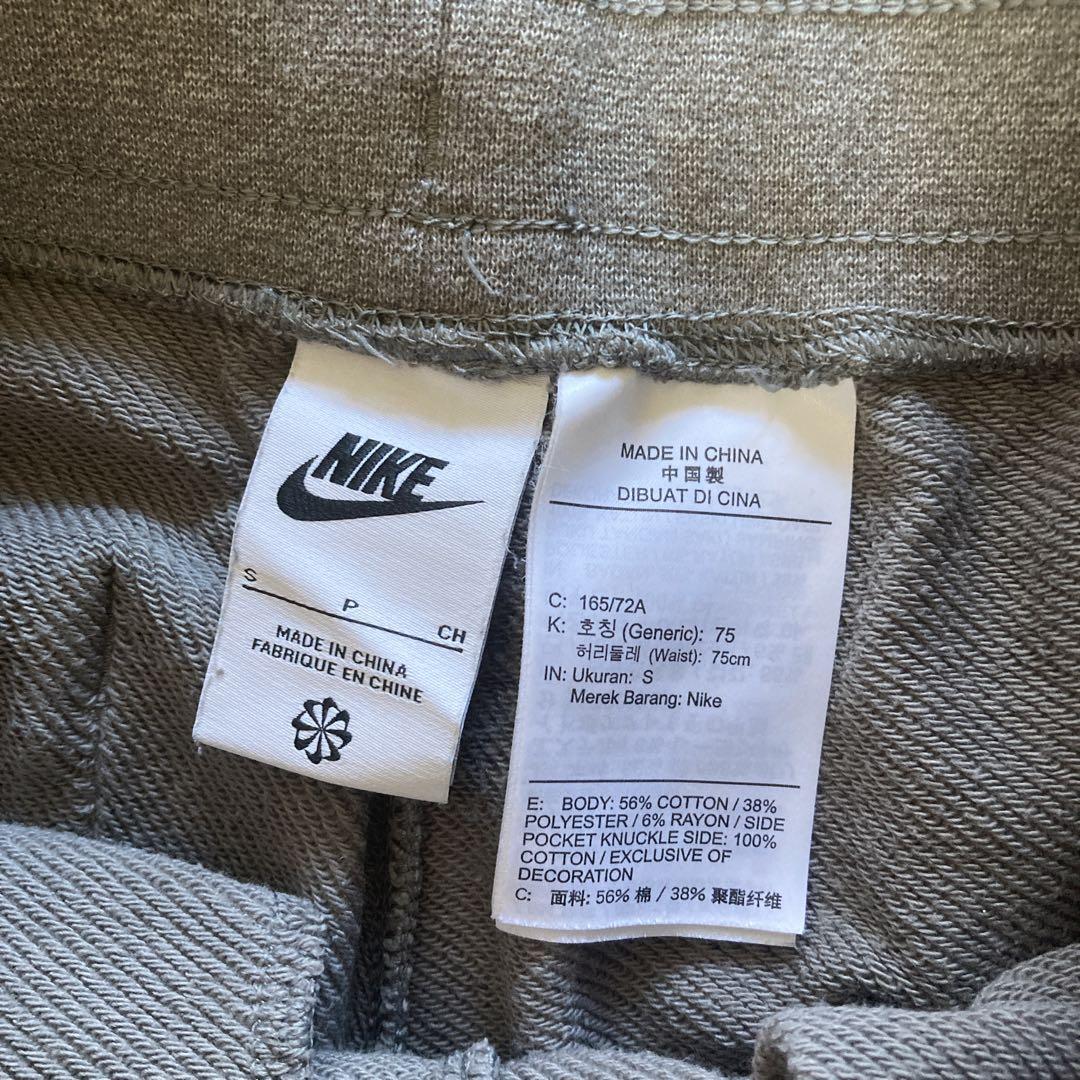 NIKE
S
P
CH
MADE IN CHINA
FABRIQUE EN CHINE
MADE IN CHINA
中国製
DIBUAT DI CINA
C: 165/72A
K: 호칭 (Generic): 75
허리둘레 (Waist): 75cm
IN: Ukuran: S
Merek Barang: Nike
E: BODY: 56% COTTON / 38%
POLYESTER / 6% RAYON / SIDE
POCKET KNUCKLE SIDE: 100%
COTTON / EXCLUSIVE OF
DECORATION
C: 面料: 56% 棉 / 38% 聚酯纤维